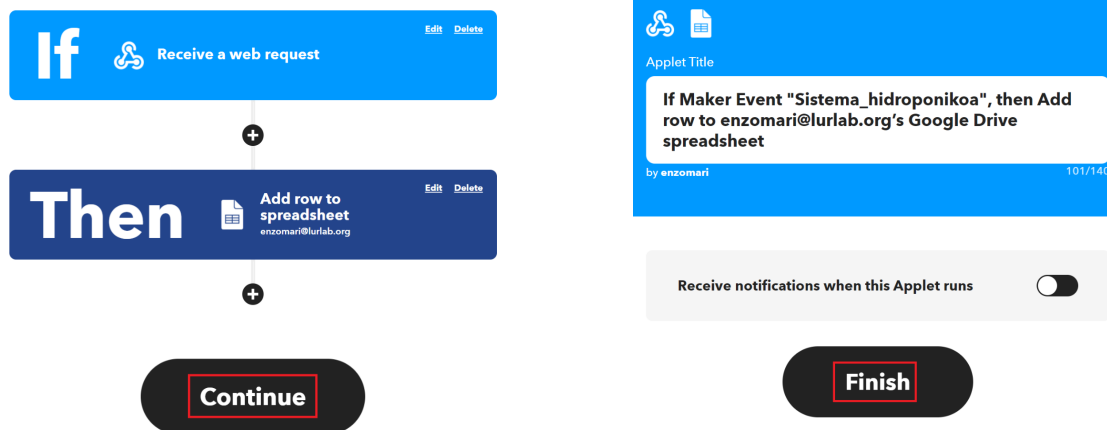 If
Receive a web request
Edit Delete
Then
Add row to
spreadsheet
enzomari@lurlab.org
Edit Delete
Continue
Applet Title
If Maker Event "Sistema_hidroponikoa", then Add
row to enzomari@lurlab.org’s Google Drive
spreadsheet
by enzomari
101/140
Receive notifications when this Applet runs
Finish